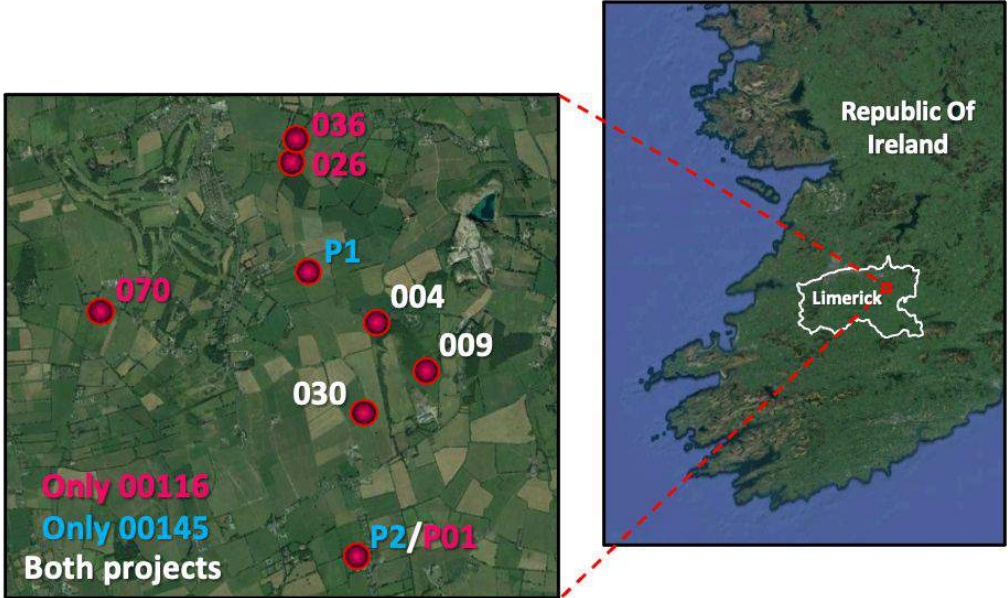 036
026
P1
070
004
009
030
Only 00116
Only 00145
P2/P01
Both projects
Republic Of
Ireland
Limerick